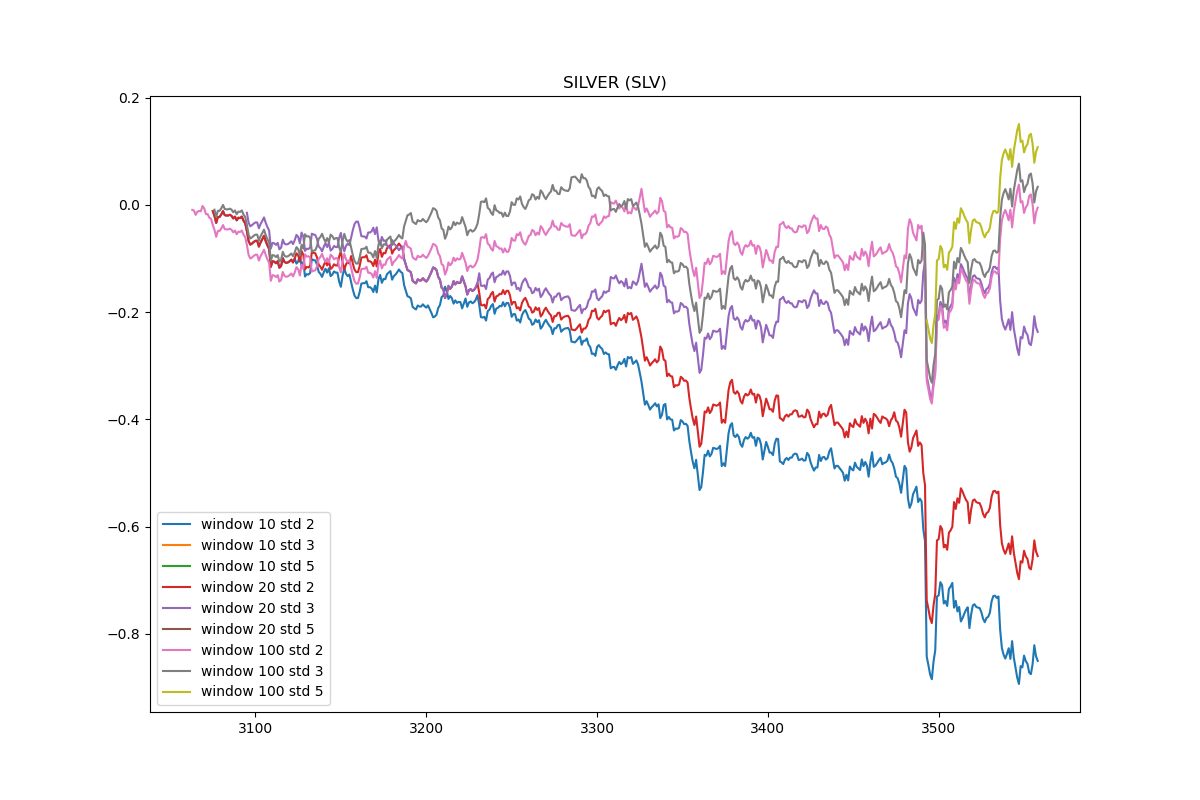 SILVER (SLV)
0.2
0.0
−0.2
−0.4
−0.6
−0.8
window 10 std 2
window 10 std 3
window 10 std 5
window 20 std 2
window 20 std 3
window 20 std 5
window 100 std 2
window 100 std 3
window 100 std 5
3100
3200
3300
3400
3500